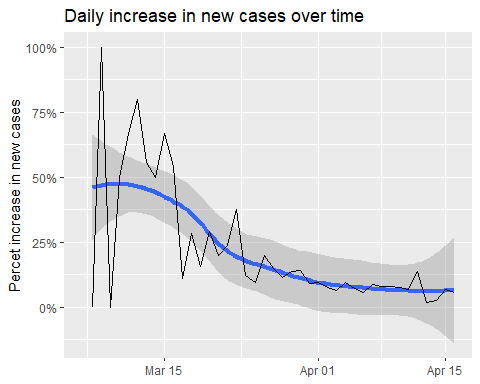 Daily increase in new cases over time
Percet increase in new cases
100%
75%
50%
25%
0%
Mar 15
Apr 01
Apr 15